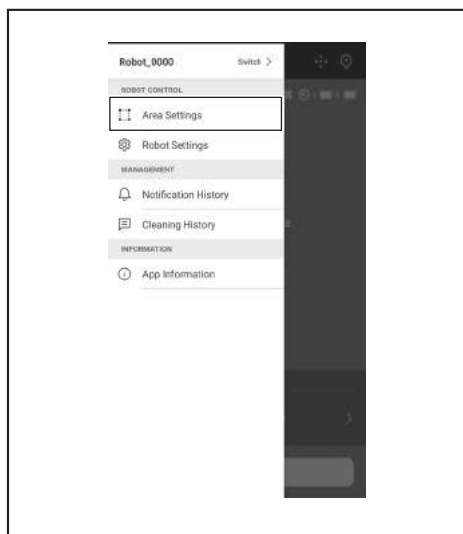 Robot_0000
Switch >
ROBOT CONTROL
Area Settings
Robot Settings
MANAGEMENT
Notification History
Cleaning History
INFORMATION
App Information